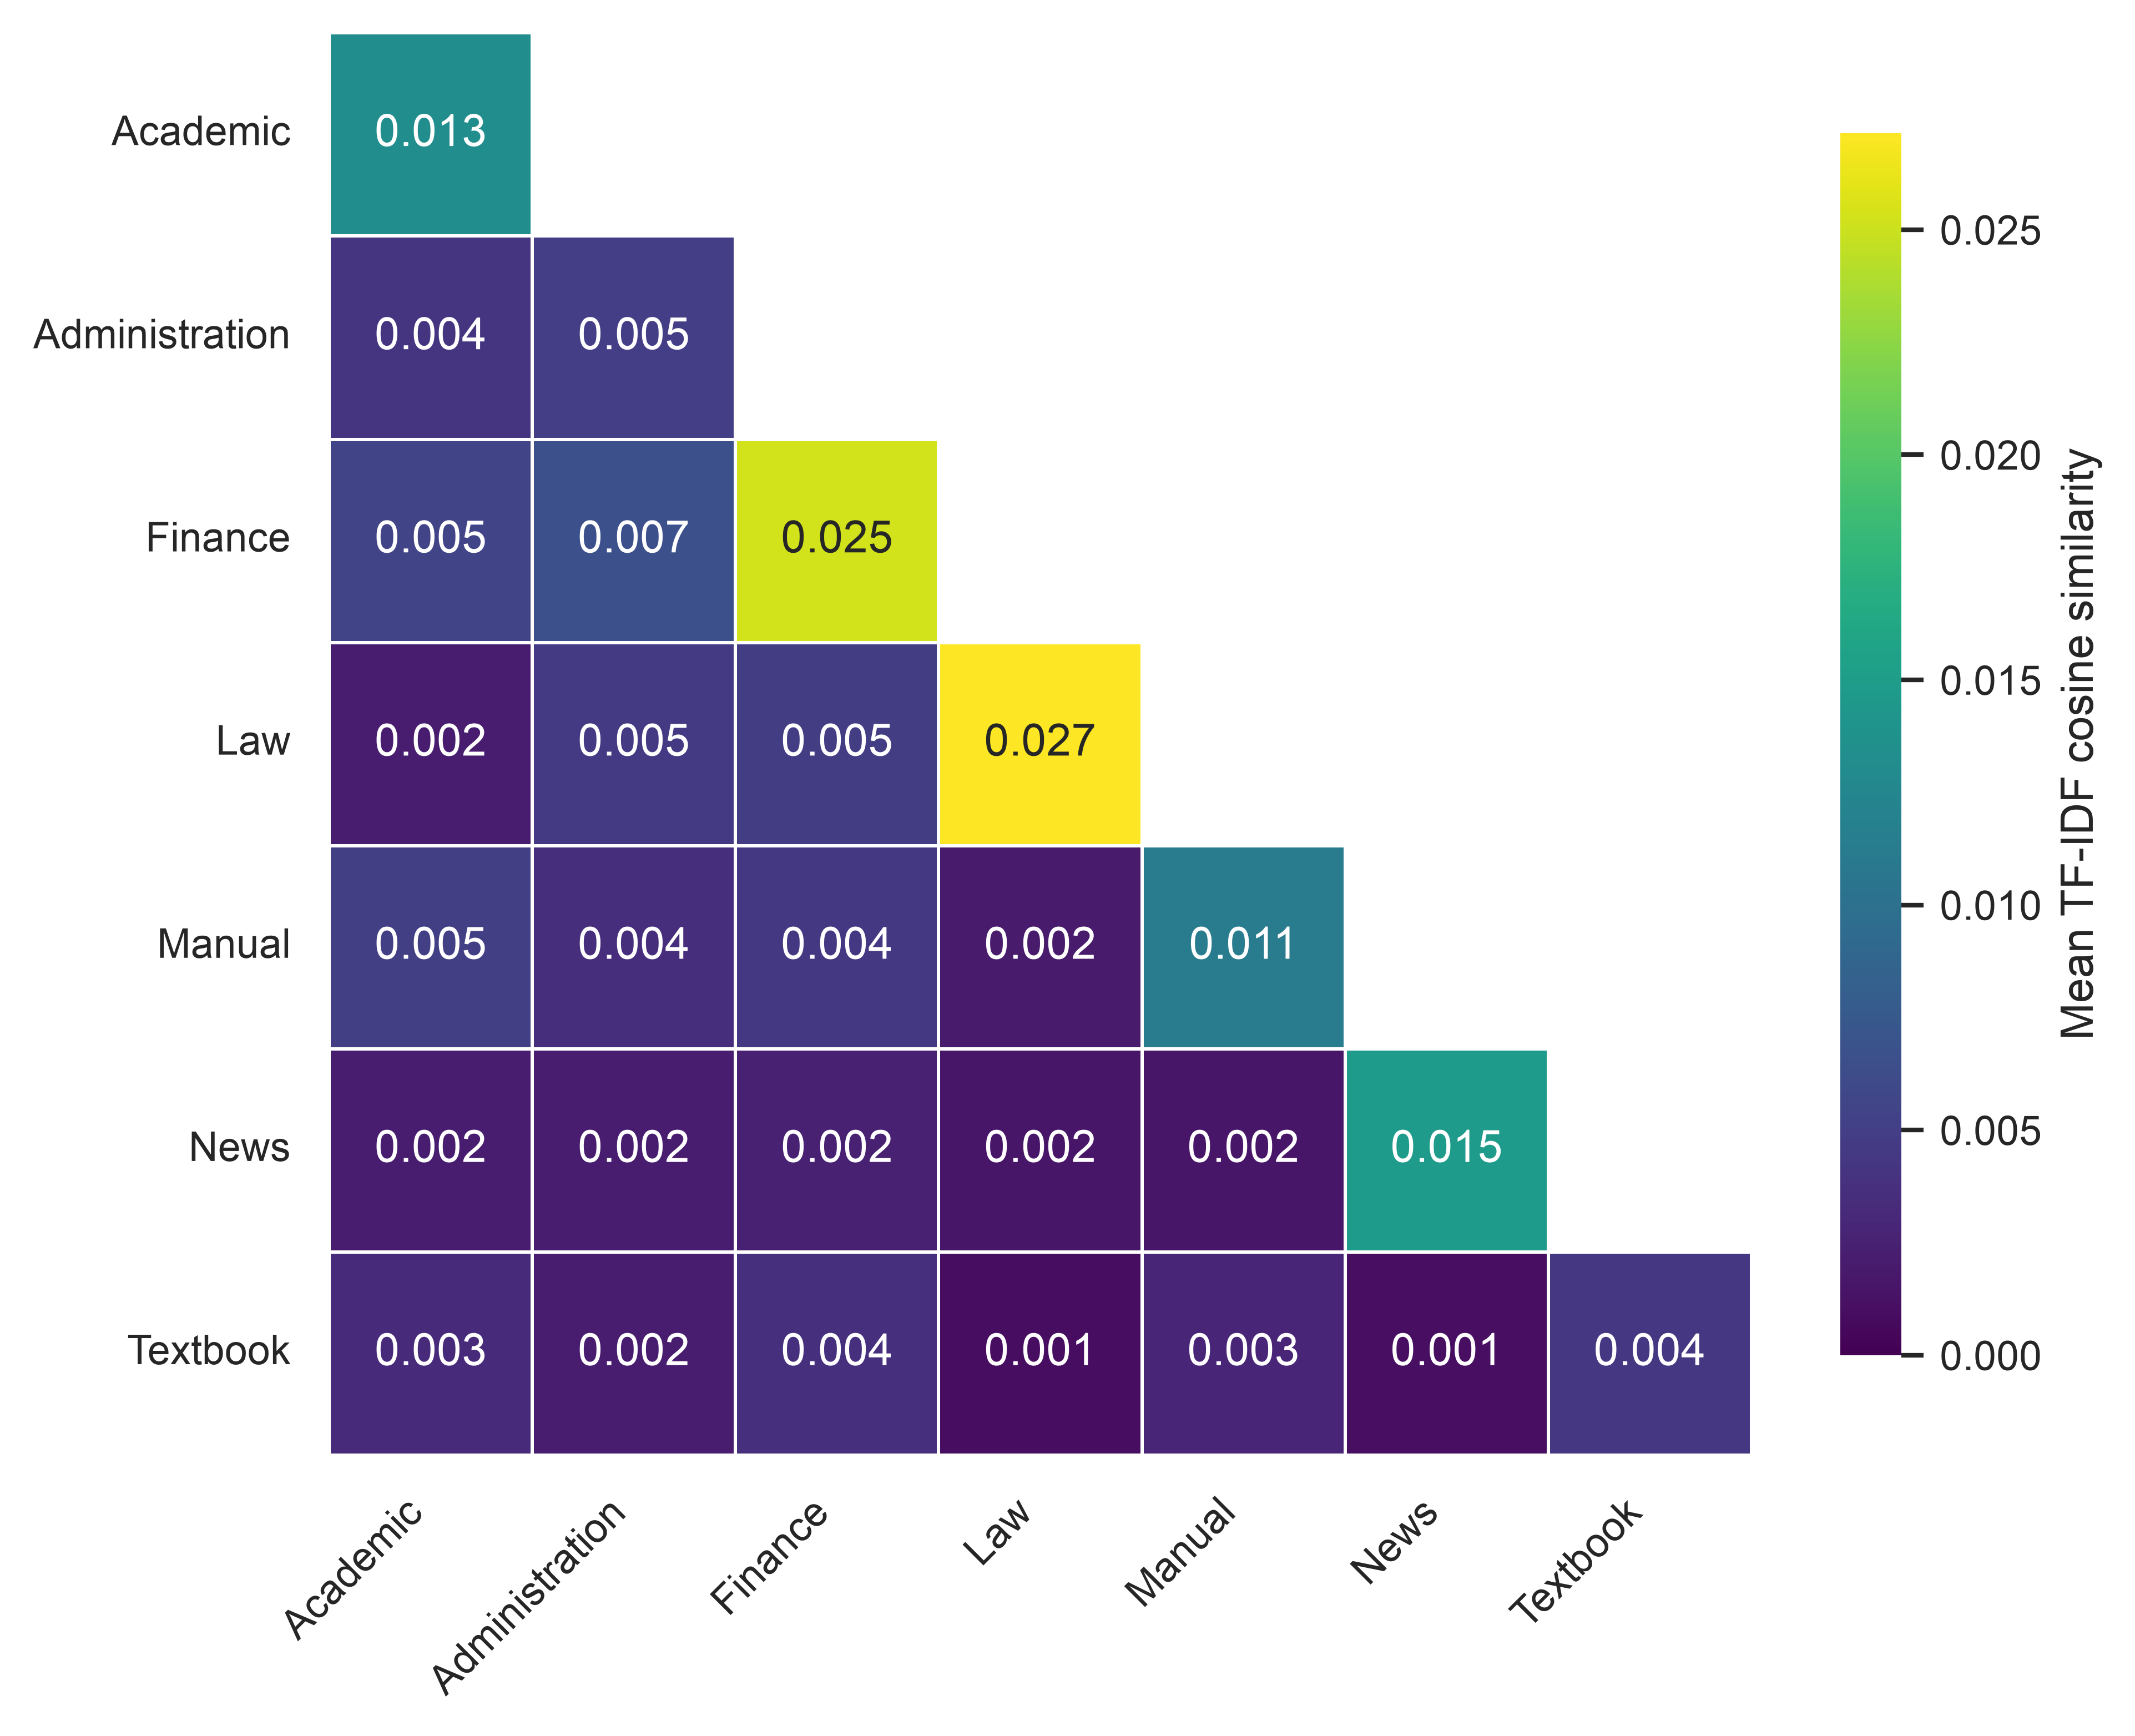 Academic 0.013
Administration 0.004 0.005
Finance 0.005 0.007 0.025
Law 0.002 0.005 0.005 0.027
Manual 0.005 0.004 0.004 0.002 0.011
News 0.002 0.002 0.002 0.002 0.002 0.015
Textbook 0.003 0.002 0.004 0.001 0.003 0.001 0.004
Academic Administration Finance Law Manual News Textbook
0.025
0.020
0.015
0.010
0.005
0.000
Mean TF-IDF cosine similarity